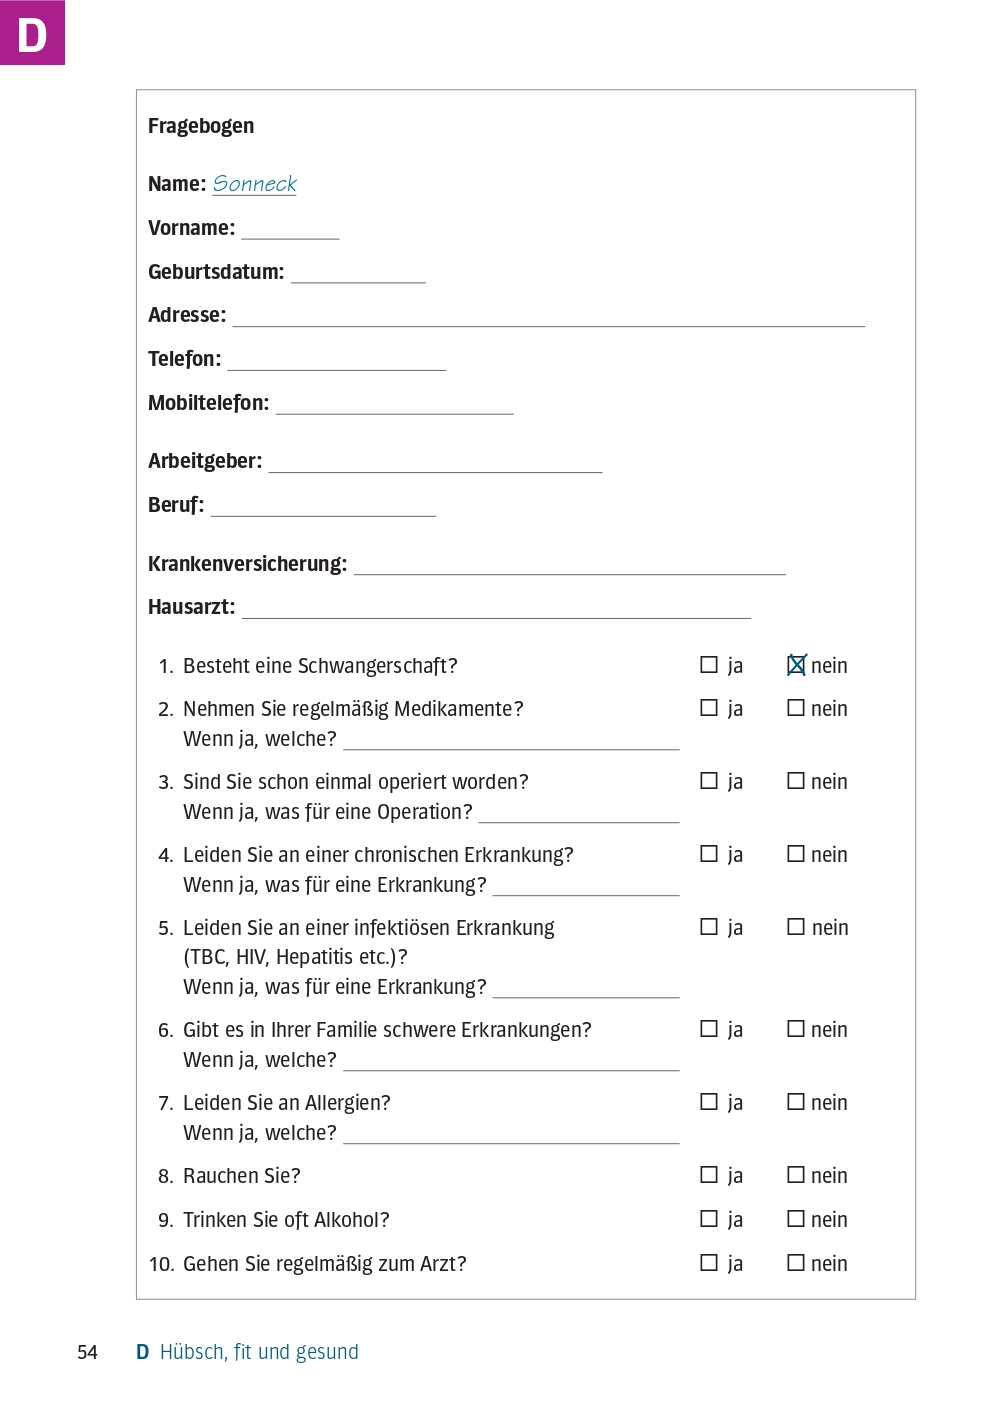 D
Fragebogen
Name: Sonneck
Vorname:
Geburtsdatum:
Adresse:
Telefon:
Mobiltelefon:
Arbeitgeber:
Beruf:
Krankenversicherung:
Hausarzt:
1. Besteht eine Schwangerschaft? ja nein
2. Nehmen Sie regelmäßig Medikamente? ja nein
Wenn ja, welche?
3. Sind Sie schon einmal operiert worden? ja nein
Wenn ja, was für eine Operation?
4. Leiden Sie an einer chronischen Erkrankung? ja nein
Wenn ja, was für eine Erkrankung?
5. Leiden Sie an einer infektiösen Erkrankung ja nein
(TBC, HIV, Hepatitis etc.)?
Wenn ja, was für eine Erkrankung?
6. Gibt es in Ihrer Familie schwere Erkrankungen? ja nein
Wenn ja, welche?
7. Leiden Sie an Allergien? ja nein
Wenn ja, welche?
8. Rauchen Sie? ja nein
9. Trinken Sie oft Alkohol? ja nein
10. Gehen Sie regelmäßig zum Arzt? ja nein
54 D Hübsch, fit und gesund